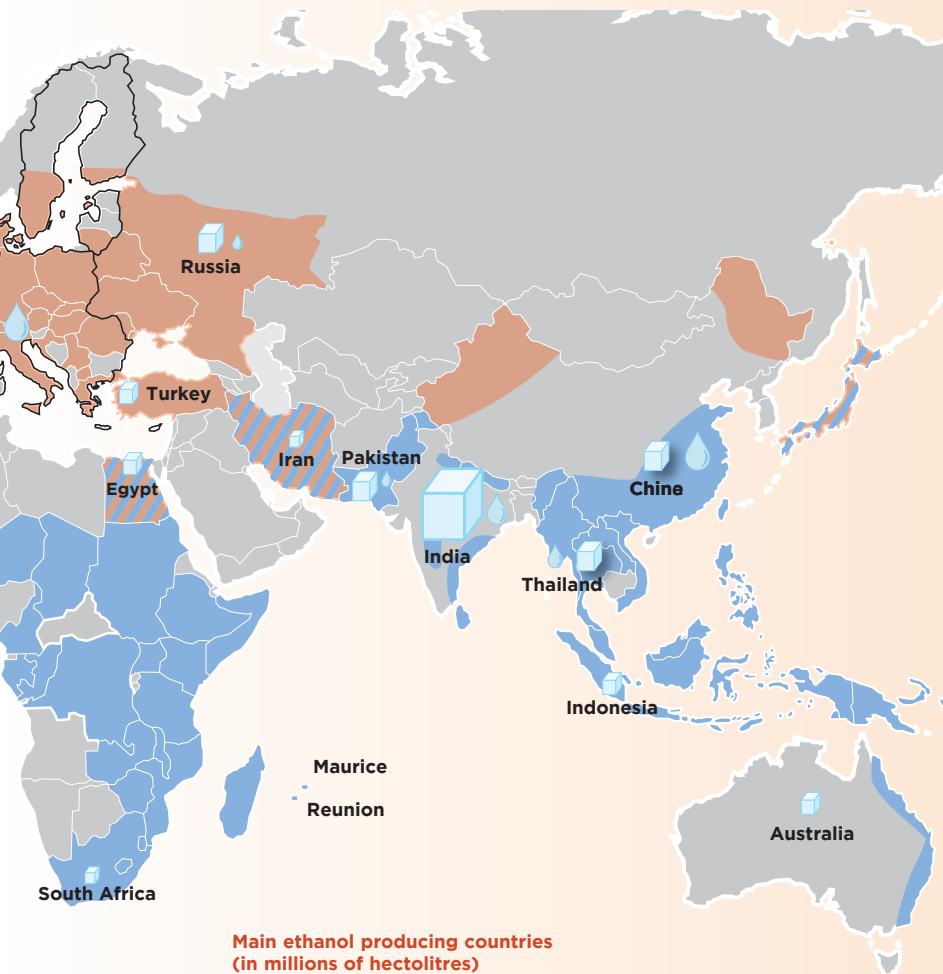 Russia
Turkey
Iran
Pakistan
Egypt
China
India
Thailand
Indonesia
Maurice
Reunion
Australia
South Africa
Main ethanol producing countries
(in millions of hectolitres)